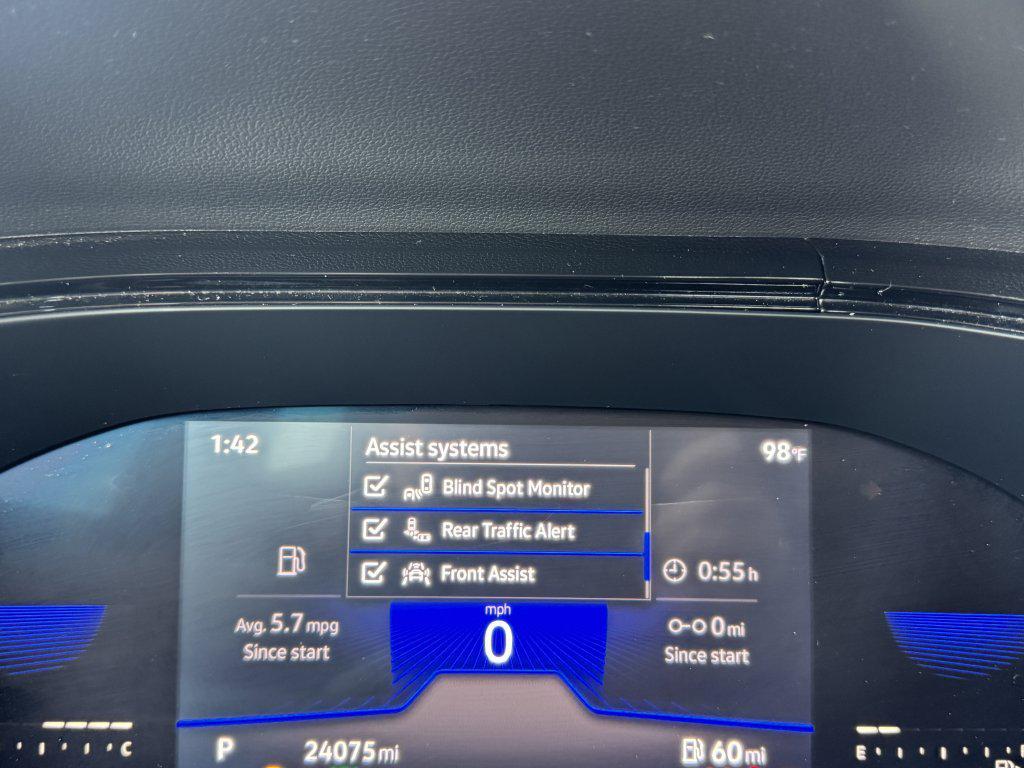 1:42
Assist systems
98°F
Blind Spot Monitor
Rear Traffic Alert
Front Assist
0:55 h
mph
0
Avg. 5.7 mpg
Since start
0 mi
Since start
C
E
P
24075 mi
60 mi